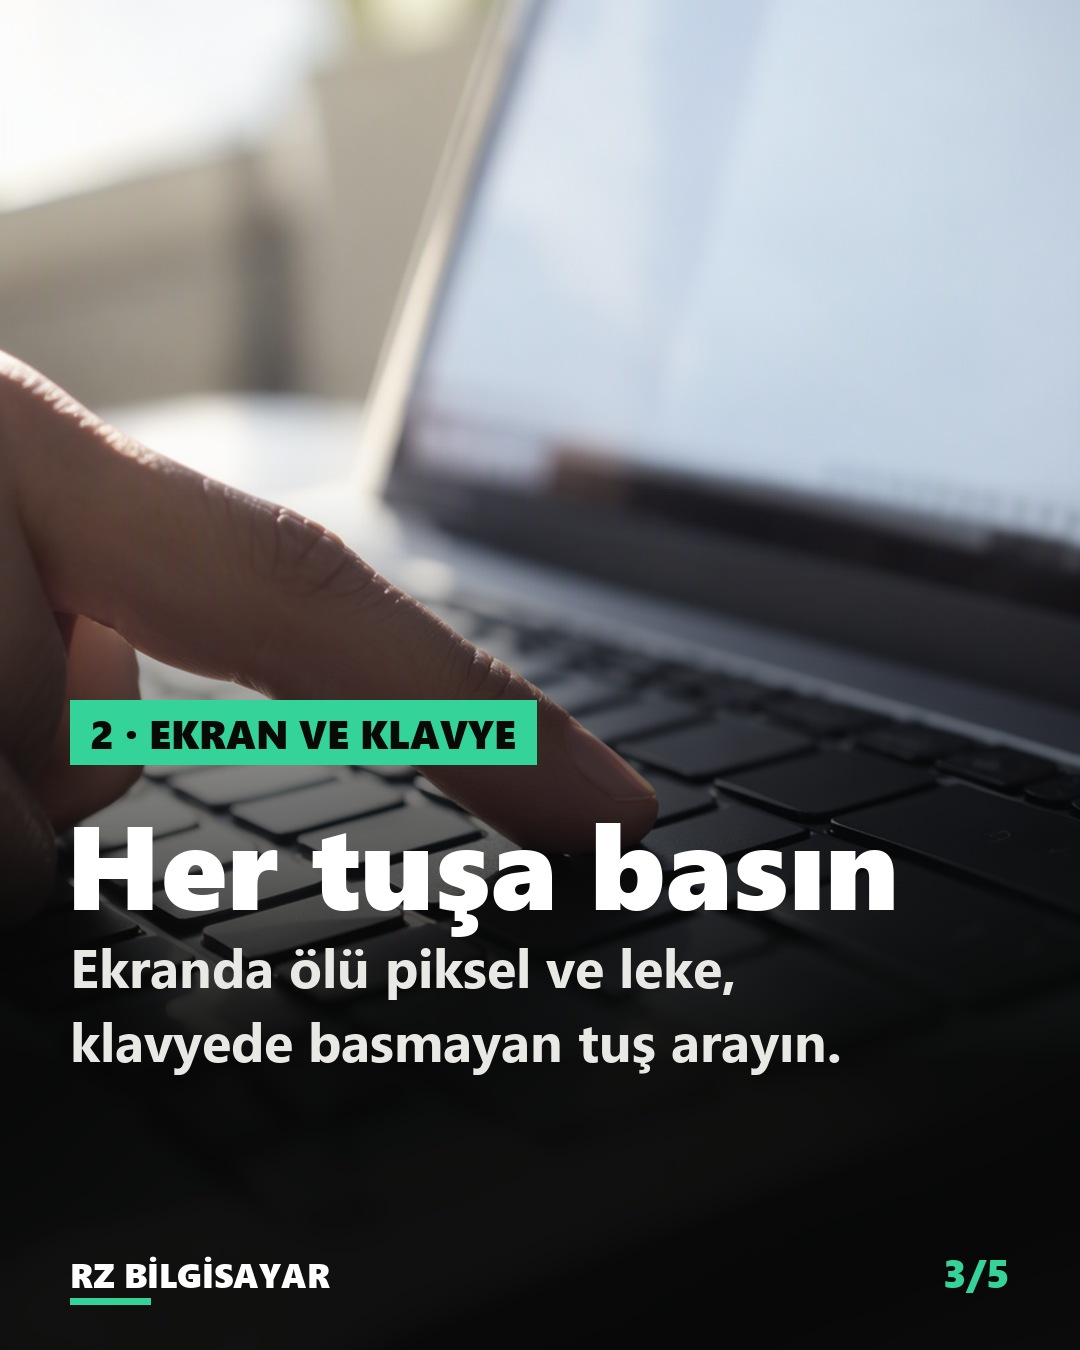 2 · EKRAN VE KLAVYE
Her tuşa basın
Ekranda ölü piksel ve leke,
klavyede basmayan tuş arayın.
RZ BİLGİSAYAR
3/5